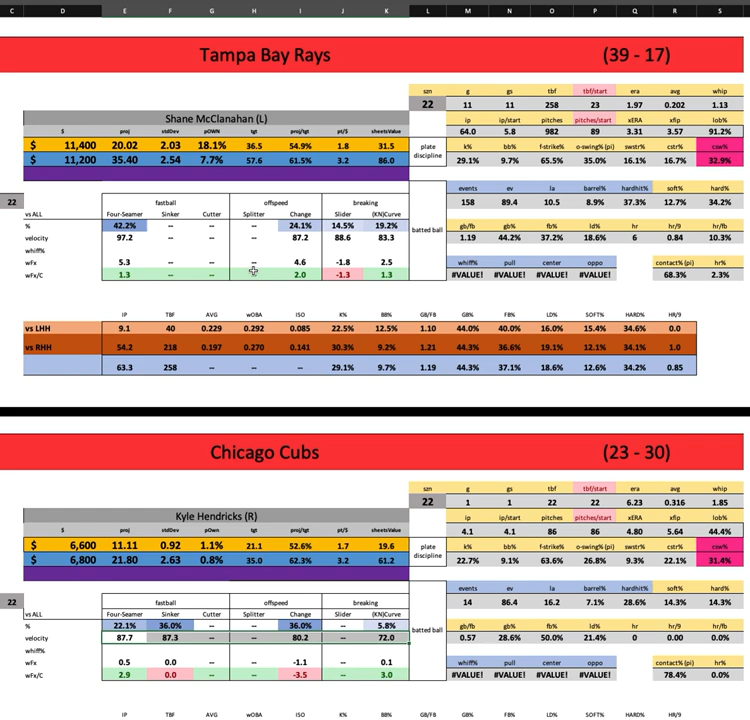 C D E F G H I J K L M N O P Q R S
Tampa Bay Rays (39 - 17)
szn g gs tbf tbf/start era avg whip
22 11 11 258 23 1.97 0.202 1.13
Shane McClanahan (L)
ip ip/start pitches pitches/start xERA xfip lob%
64.0 5.8 982 89 3.31 3.57 91.2%
$ proj stdDev pOWN tgt proj/tgt pt/$ sheetsValue
$ 11,400 20.02 2.03 18.1% 36.5 54.9% 1.8 31.5
$ 11,200 35.40 2.54 7.7% 57.6 61.5% 3.2 86.0
plate discipline
k% bb% f-strike% o-swing% (pi) swstr% cstr% csw%
29.1% 9.7% 65.5% 35.0% 16.1% 16.7% 32.9%
events ev la barrel% hardhit% soft% hard%
158 89.4 10.5 8.9% 37.3% 12.7% 34.2%
22 fastball offspeed breaking
vs ALL Four-Seamer Sinker Cutter Splitter Change Slider (KN)Curve
% 42.2% -- -- -- 24.1% 14.5% 19.2%
velocity 97.2 -- -- -- 87.2 88.6 83.3
whiff%
wFx 5.3 -- -- -- 4.6 -1.8 2.5
wFx/C 1.3 -- -- 2.0 -1.3 1.3
batted ball
gb/fb gb% fb% ld% hr hr/9 hr/fb
1.19 44.2% 37.2% 18.6% 6 0.84 10.3%
whiff% pull center oppo contact% (pi) hr%
#VALUE! #VALUE! #VALUE! #VALUE! 68.3% 2.3%
IP TBF AVG wOBA ISO K% BB% GB/FB GB% FB% LD% SOFT% HARD% HR/9
vs LHH 9.1 40 0.229 0.292 0.085 22.5% 12.5% 1.10 44.0% 40.0% 16.0% 15.4% 34.6% 0.0
vs RHH 54.2 218 0.197 0.270 0.141 30.3% 9.2% 1.21 44.3% 36.6% 19.1% 12.1% 34.1% 1.0
63.3 258 -- -- -- 29.1% 9.7% 1.19 44.3% 37.1% 18.6% 12.6% 34.2% 0.85
Chicago Cubs (23 - 30)
szn g gs tbf tbf/start era avg whip
22 1 1 22 22 6.23 0.316 1.85
Kyle Hendricks (R)
ip ip/start pitches pitches/start xERA xfip lob%
4.1 4.1 86 86 4.80 5.64 44.4%
$ proj stdDev pOwn tgt proj/tgt pt/$ sheetsValue
$ 6,600 11.11 0.92 1.1% 21.1 52.6% 1.7 19.6
$ 6,800 21.80 2.63 0.8% 35.0 62.3% 3.2 61.2
plate discipline
k% bb% f-strike% o-swing% (pi) swstr% cstr% csw%
22.7% 9.1% 63.6% 26.8% 9.3% 22.1% 31.4%
events ev la barrel% hardhit% soft% hard%
14 86.4 16.2 7.1% 28.6% 14.3% 14.3%
22 fastball offspeed breaking
vs ALL Four-Seamer Sinker Cutter Splitter Change Slider (KN)Curve
% 22.1% 36.0% -- -- 36.0% -- 5.8%
velocity 87.7 87.3 -- -- 80.2 -- 72.0
whiff%
wFx 0.5 0.0 -- -- -1.1 -- 0.1
wFx/C 2.9 0.0 -- -- -3.5 -- 3.0
batted ball
gb/fb gb% fb% ld% hr hr/9 hr/fb
0.57 28.6% 50.0% 21.4% 0 0.00 0.0%
whiff% pull center oppo contact% (pi) hr%
#VALUE! #VALUE! #VALUE! #VALUE! 78.4% 0.0%
IP TBF AVG wOBA ISO K% BB% GB/FB GB% FB% LD% SOFT% HARD% HR/9